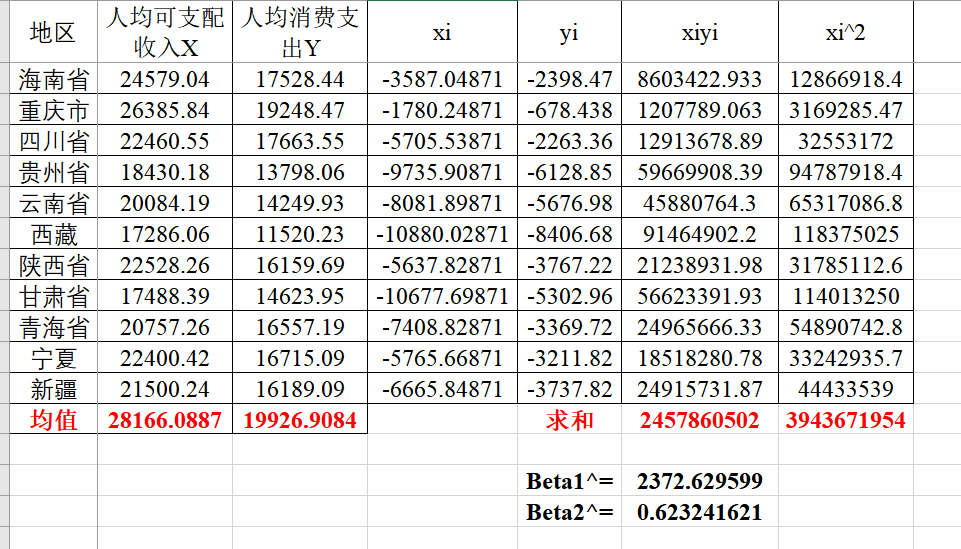 地区 人均可支配收入X 人均消费支出Y xi yi xiyi xi^2
海南省 24579.04 17528.44 -3587.04871 -2398.47 8603422.933 12866918.4
重庆市 26385.84 19248.47 -1780.24871 -678.438 1207789.063 3169285.47
四川省 22460.55 17663.55 -5705.53871 -2263.36 12913678.89 32553172
贵州省 18430.18 13798.06 -9735.90871 -6128.85 59669908.39 94787918.4
云南省 20084.19 14249.93 -8081.89871 -5676.98 45880764.3 65317086.8
西藏 17286.06 11520.23 -10880.02871 -8406.68 91464902.2 118375025
陕西省 22528.26 16159.69 -5637.82871 -3767.22 21238931.98 31785112.6
甘肃省 17488.39 14623.95 -10677.69871 -5302.96 56623391.93 114013250
青海省 20757.26 16557.19 -7408.82871 -3369.72 24965666.33 54890742.8
宁夏 22400.42 16715.09 -5765.66871 -3211.82 18518280.78 33242935.7
新疆 21500.24 16189.09 -6665.84871 -3737.82 24915731.87 44433539
均值 28166.0887 19926.9084 求和 2457860502 3943671954
Beta1^= 2372.629599
Beta2^= 0.623241621